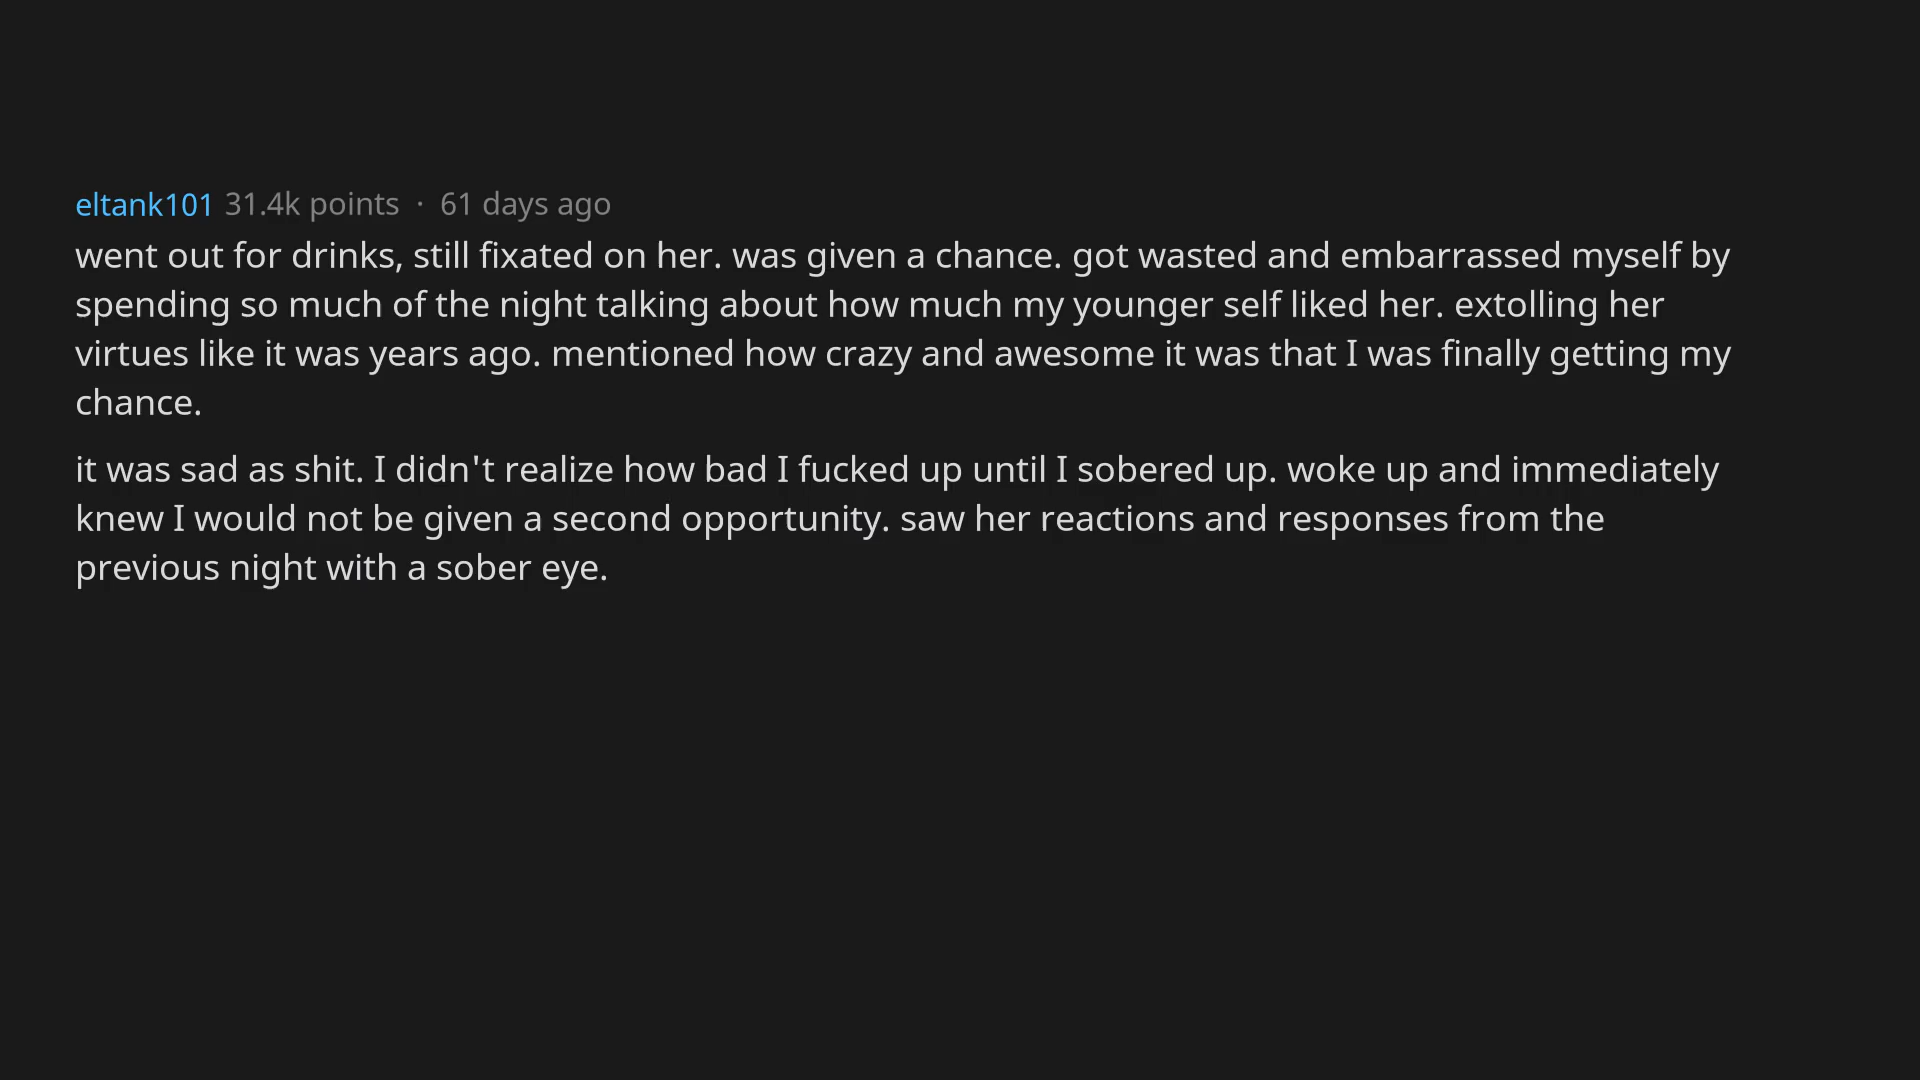 eltank101 31.4k points · 61 days ago
went out for drinks, still fixated on her. was given a chance. got wasted and embarrassed myself by
spending so much of the night talking about how much my younger self liked her. extolling her
virtues like it was years ago. mentioned how crazy and awesome it was that I was finally getting my
chance.
it was sad as shit. I didn't realize how bad I fucked up until I sobered up. woke up and immediately
knew I would not be given a second opportunity. saw her reactions and responses from the
previous night with a sober eye.